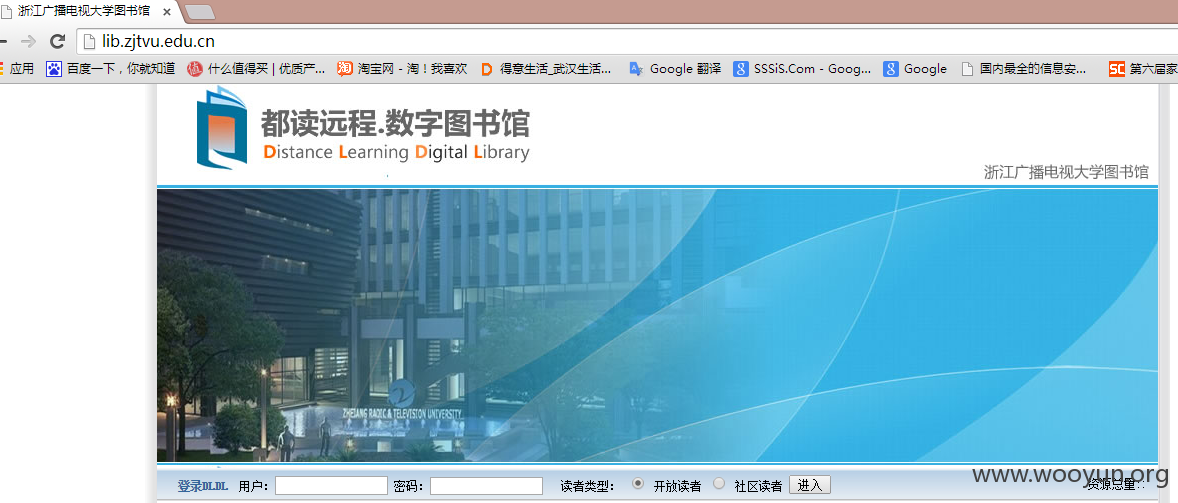 浙江广播电视大学图书馆
lib.zjtvu.edu.cn
应用 百度一下，你就知道 什么值得买 | 优质产... 淘宝网 - 淘！我喜欢 得意生活_武汉生活... Google 翻译 SSSiS.Com - Goog... Google 国内最全的信息安... 第六届家
都读远程.数字图书馆
Distance Learning Digital Library
浙江广播电视大学图书馆
ZHEJIANG RADIO & TELEVISION UNIVERSITY
www.wooyun.org
登录DLDL 用户： 密码： 读者类型： 开放读者 社区读者 进入 资源总量：